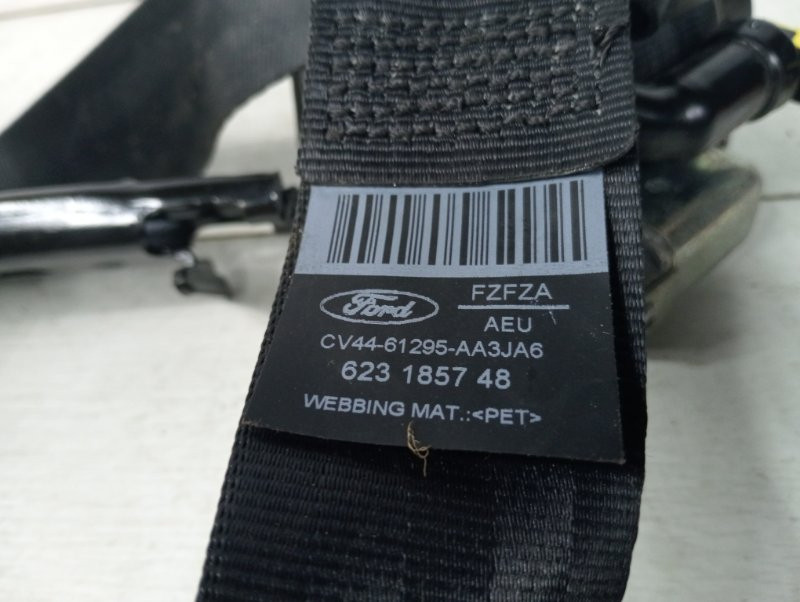 Ford FZFZA
AEU
CV44-61295-AA3JA6
623 1857 48
WEBBING MAT.:<PET>